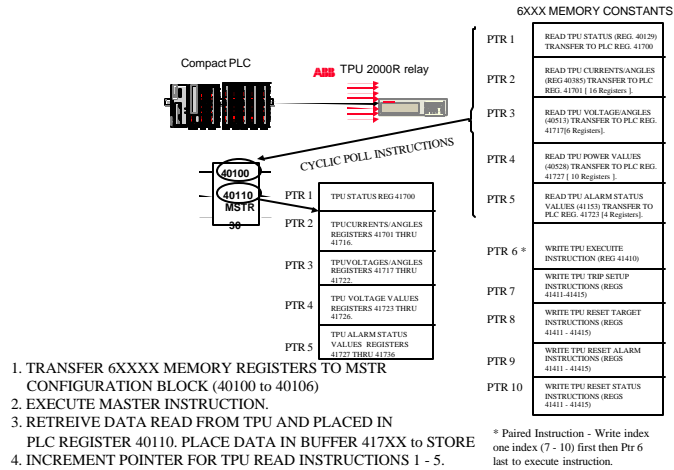 6XXX MEMORY CONSTANTS
PTR 1
READ TPU STATUS (REG. 40129)
TRANSFER TO PLC REG. 41700
PTR 2
READ TPU CURRENTS/ANGLES
(REG 40385) TRANSFER TO PLC
REG. 41701 [ 16 Registers ].
PTR 3
READ TPU VOLTAGE/ANGLES
(40513) TRANSFER TO PLC REG.
41717[6 Registers].
PTR 4
READ TPU POWER VALUES
(40528) TRANSFER TO PLC REG.
41727 [ 10 Registers ].
PTR 5
READ TPU ALARM STATUS
VALUES (41153) TRANSFER TO
PLC REG. 41723 [4 Registers].
PTR 6 *
WRITE TPU EXECUITE
INSTRUCTION (REG 41410)
PTR 7
WRITE TPU TRIP SETUP
INSTRUCTIONS (REGS
41411-41415)
PTR 8
WRITE TPU RESET TARGET
INSTRUCTIONS (REGS
41411 - 41415)
PTR 9
WRITE TPU RESET ALARM
INSTRUCTIONS (REGS
41411 - 41415)
PTR 10
WRITE TPU RESET STATUS
INSTRUCTIONS (REGS
41411 - 41415)
* Paired Instruction - Write index
one index (7 - 10) first then Ptr 6
last to execute instruction.
Compact PLC
ABB TPU 2000R relay
CYCLIC POLL INSTRUCTIONS
40100
40110
MSTR
30
PTR 1
TPU STATUS REG 41700
PTR 2
TPUCURRENTS/ANGLES
REGISTERS 41701 THRU
41716.
PTR 3
TPUVOLTAGES/ANGLES
REGISTERS 41717 THRU
41722.
PTR 4
TPU VOLTAGE VALUES
REGISTERS 41723 THRU
41726.
PTR 5
TPU ALARM STATUS
VALUES REGISTERS
41727 THRU 41736
1. TRANSFER 6XXXX MEMORY REGISTERS TO MSTR
CONFIGURATION BLOCK (40100 to 40106)
2. EXECUTE MASTER INSTRUCTION.
3. RETREIVE DATA READ FROM TPU AND PLACED IN
PLC REGISTER 40110. PLACE DATA IN BUFFER 417XX to STORE
4. INCREMENT POINTER FOR TPU READ INSTRUCTIONS 1 - 5.